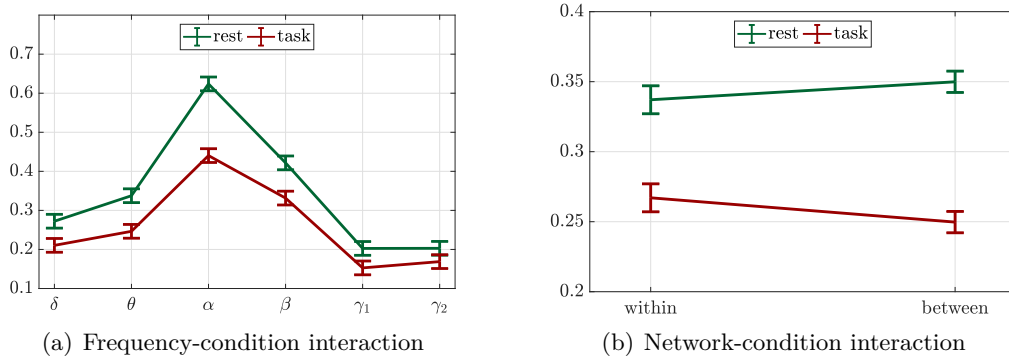 rest task
0.7
0.6
0.5
0.4
0.3
0.2
0.1
δ θ α β γ₁ γ₂
(a) Frequency-condition interaction
rest task
0.4
0.35
0.3
0.25
0.2
within between
(b) Network-condition interaction